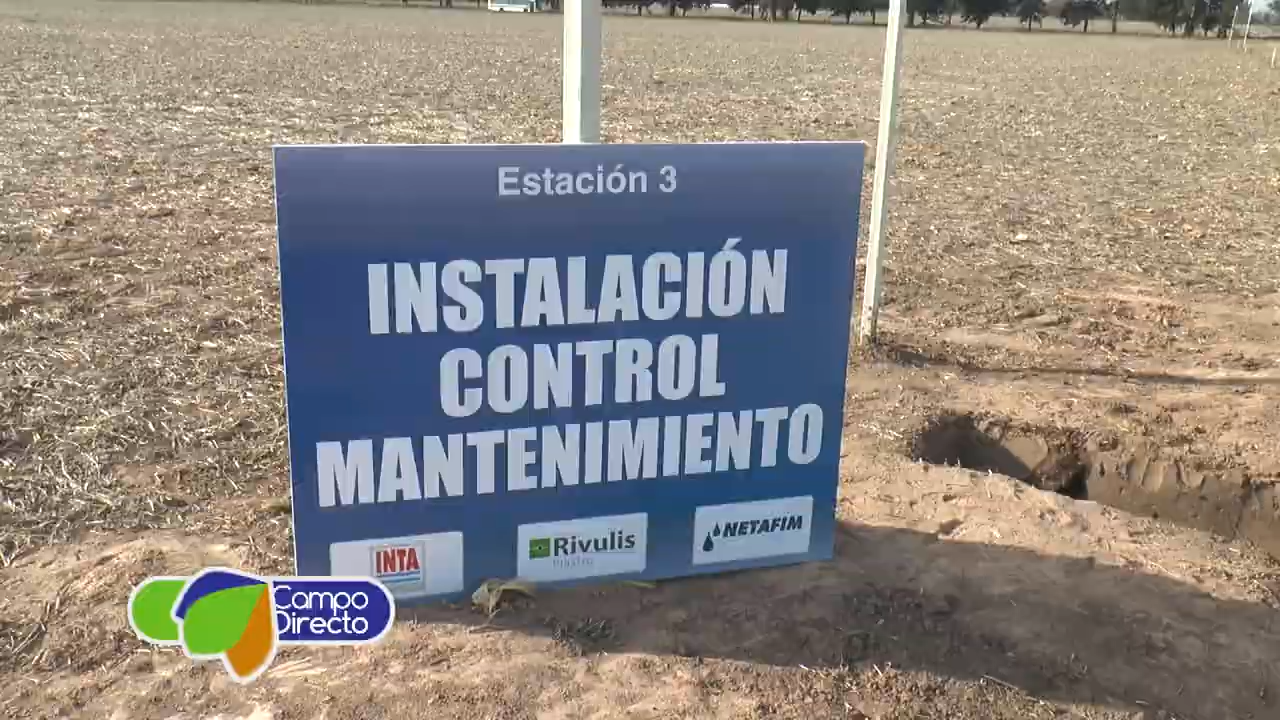 Estación 3
INSTALACIÓN
CONTROL
MANTENIMIENTO
INTA
Rivulis
NETAFIM
Campo
Directo